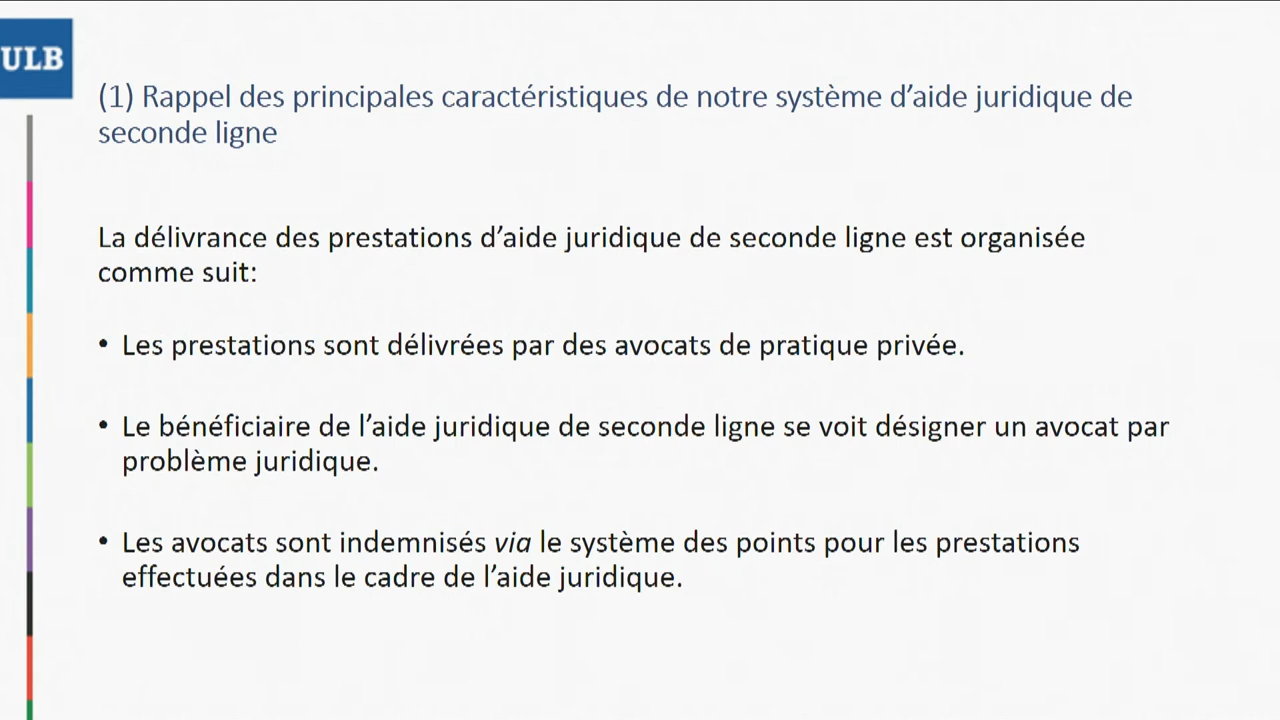 ULB
(1) Rappel des principales caractéristiques de notre système d’aide juridique de
seconde ligne
La délivrance des prestations d’aide juridique de seconde ligne est organisée
comme suit:
• Les prestations sont délivrées par des avocats de pratique privée.
• Le bénéficiaire de l’aide juridique de seconde ligne se voit désigner un avocat par
problème juridique.
• Les avocats sont indemnisés via le système des points pour les prestations
effectuées dans le cadre de l’aide juridique.